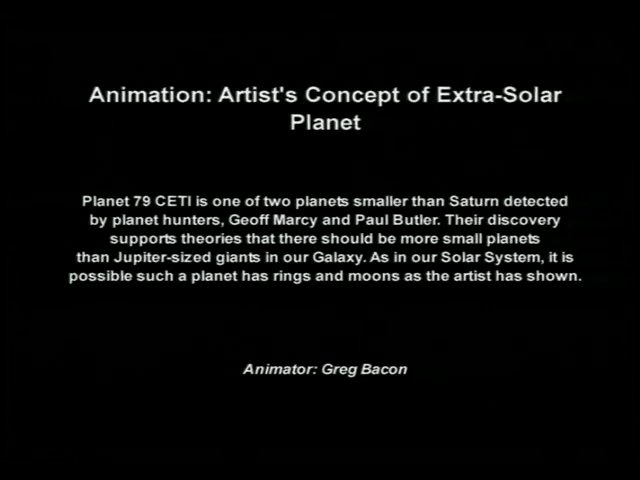 Animation: Artist's Concept of Extra-Solar
Planet
Planet 79 CETI is one of two planets smaller than Saturn detected
by planet hunters, Geoff Marcy and Paul Butler. Their discovery
supports theories that there should be more small planets
than Jupiter-sized giants in our Galaxy. As in our Solar System, it is
possible such a planet has rings and moons as the artist has shown.
Animator: Greg Bacon